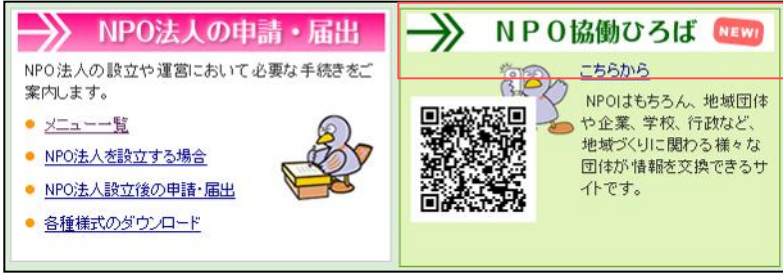 NPO法人の申請・届出
NPO法人の設立や運営において必要な手続きをご
案内します。
メニュー一覧
NPO法人を設立する場合
NPO法人設立後の申請・届出
各種様式のダウンロード
ＮＰＯ協働ひろば NEW!
こちらから
NPOはもちろん、地域団体
や企業、学校、行政など、
地域づくりに関わる様々な
団体が情報を交換できるサ
イトです。